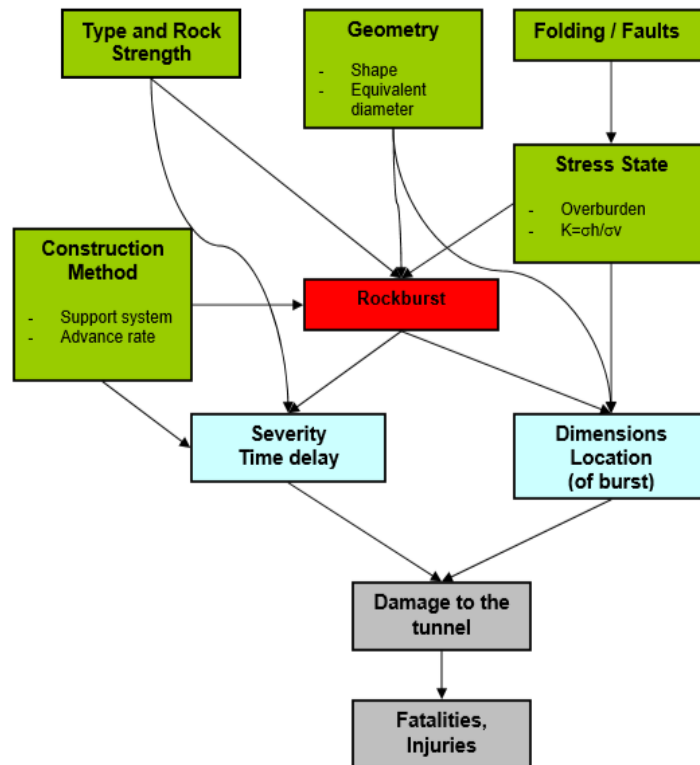 Type and Rock
Strength
Geometry
- Shape
- Equivalent
diameter
Folding / Faults
Stress State
- Overburden
- K=σh/σv
Construction
Method
- Support system
- Advance rate
Rockburst
Severity
Time delay
Dimensions
Location
(of burst)
Damage to the
tunnel
Fatalities,
Injuries